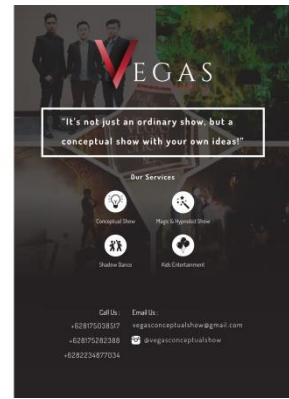 VEGAS
"It's not just an ordinary show, but a
conceptual show with your own ideas!"
Our Services
Conceptual Show
Magic & Hypnotist Show
Shadow Dance
Kids Entertainment
Call Us :
+628175038517
+628175282388
+6282234877034
Email Us :
vegasconceptualshow@gmail.com
@vegasconceptualshow